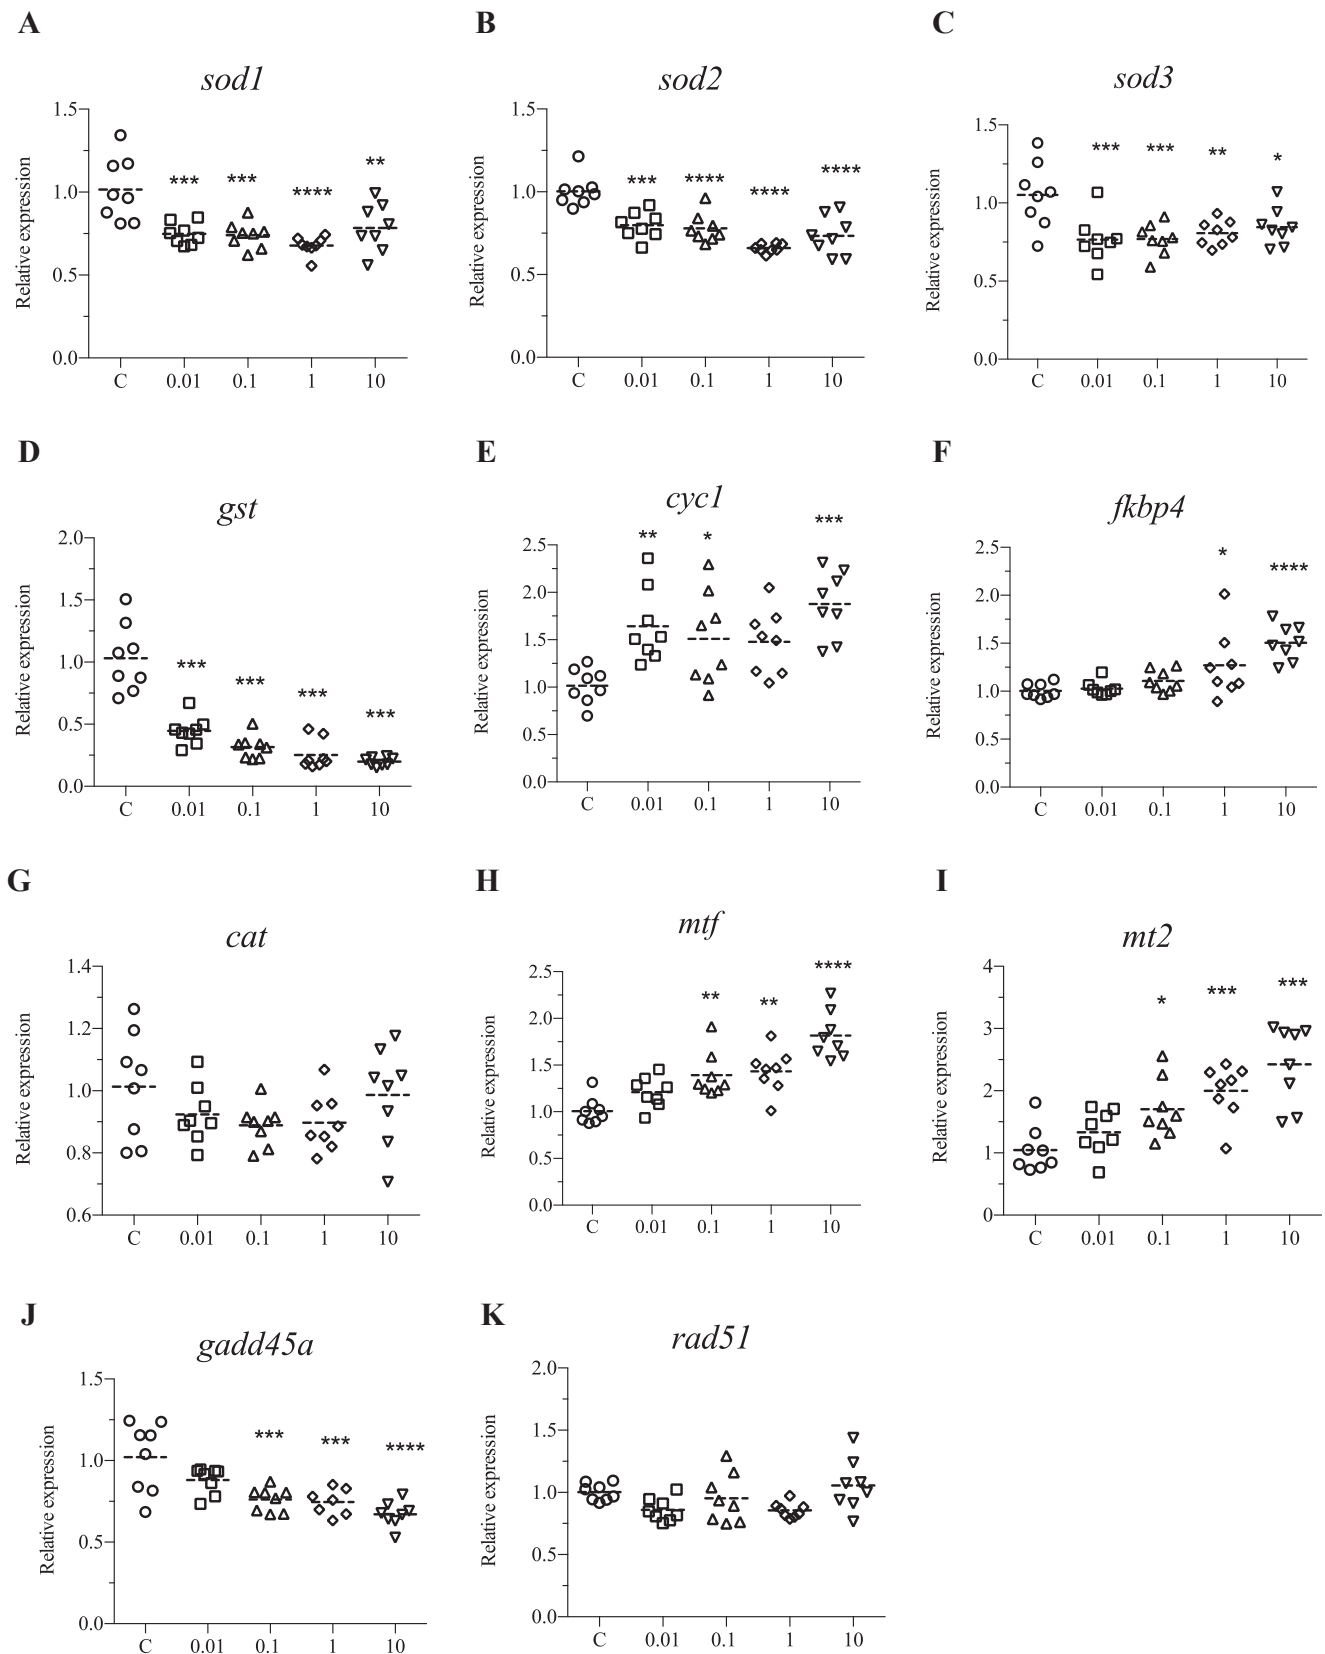 A
B
C
sod1
sod2
sod3
Relative expression
1.5
1.0
0.5
0.0
*** *** **** **
C 0.01 0.1 1 10
Relative expression
1.5
1.0
0.5
0.0
*** **** **** ****
C 0.01 0.1 1 10
Relative expression
1.5
1.0
0.5
0.0
*** *** ** *
C 0.01 0.1 1 10
D
E
F
gst
cyc1
fkbp4
Relative expression
2.0
1.5
1.0
0.5
0.0
*** *** *** ***
C 0.01 0.1 1 10
Relative expression
2.5
2.0
1.5
1.0
0.5
0.0
** * ***
C 0.01 0.1 1 10
Relative expression
2.5
2.0
1.5
1.0
0.5
0.0
* ****
C 0.01 0.1 1 10
G
H
I
cat
mtf
mt2
Relative expression
1.4
1.2
1.0
0.8
0.6
C 0.01 0.1 1 10
Relative expression
2.5
2.0
1.5
1.0
0.5
0.0
** ** ****
C 0.01 0.1 1 10
Relative expression
4
3
2
1
0
* *** ***
C 0.01 0.1 1 10
J
K
gadd45a
rad51
Relative expression
1.5
1.0
0.5
0.0
*** *** ****
C 0.01 0.1 1 10
Relative expression
2.0
1.5
1.0
0.5
0.0
C 0.01 0.1 1 10